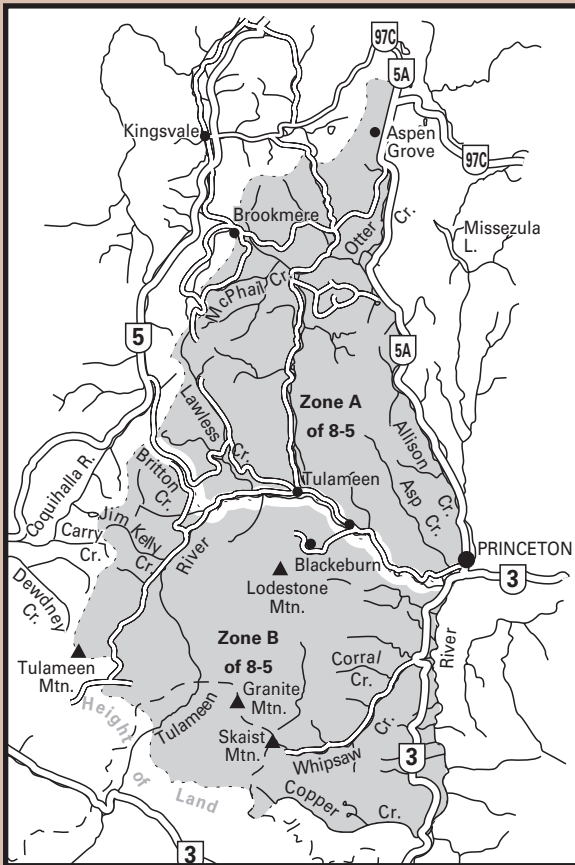 97C
5A
Kingsvale
Aspen
Grove
97C
Brookmere
Otter Cr.
Missezula
L.
McPhail Cr.
5
5A
Zone A
of 8-5
Lawless Cr.
Allison Cr.
Asp Cr.
Britton
Cr.
Tulameen
Coquihalla R.
Jim Kelly
Cr.
River
Carry
Cr.
PRINCETON
Blackeburn
3
Lodestone
Mtn.
Dewdney
Cr.
Zone B
of 8-5
River
Tulameen
Mtn.
Corral
Cr.
Granite
Mtn.
Tulameen
Height of Land
Skaist
Mtn.
Whipsaw Cr.
3
Copper Cr.
3